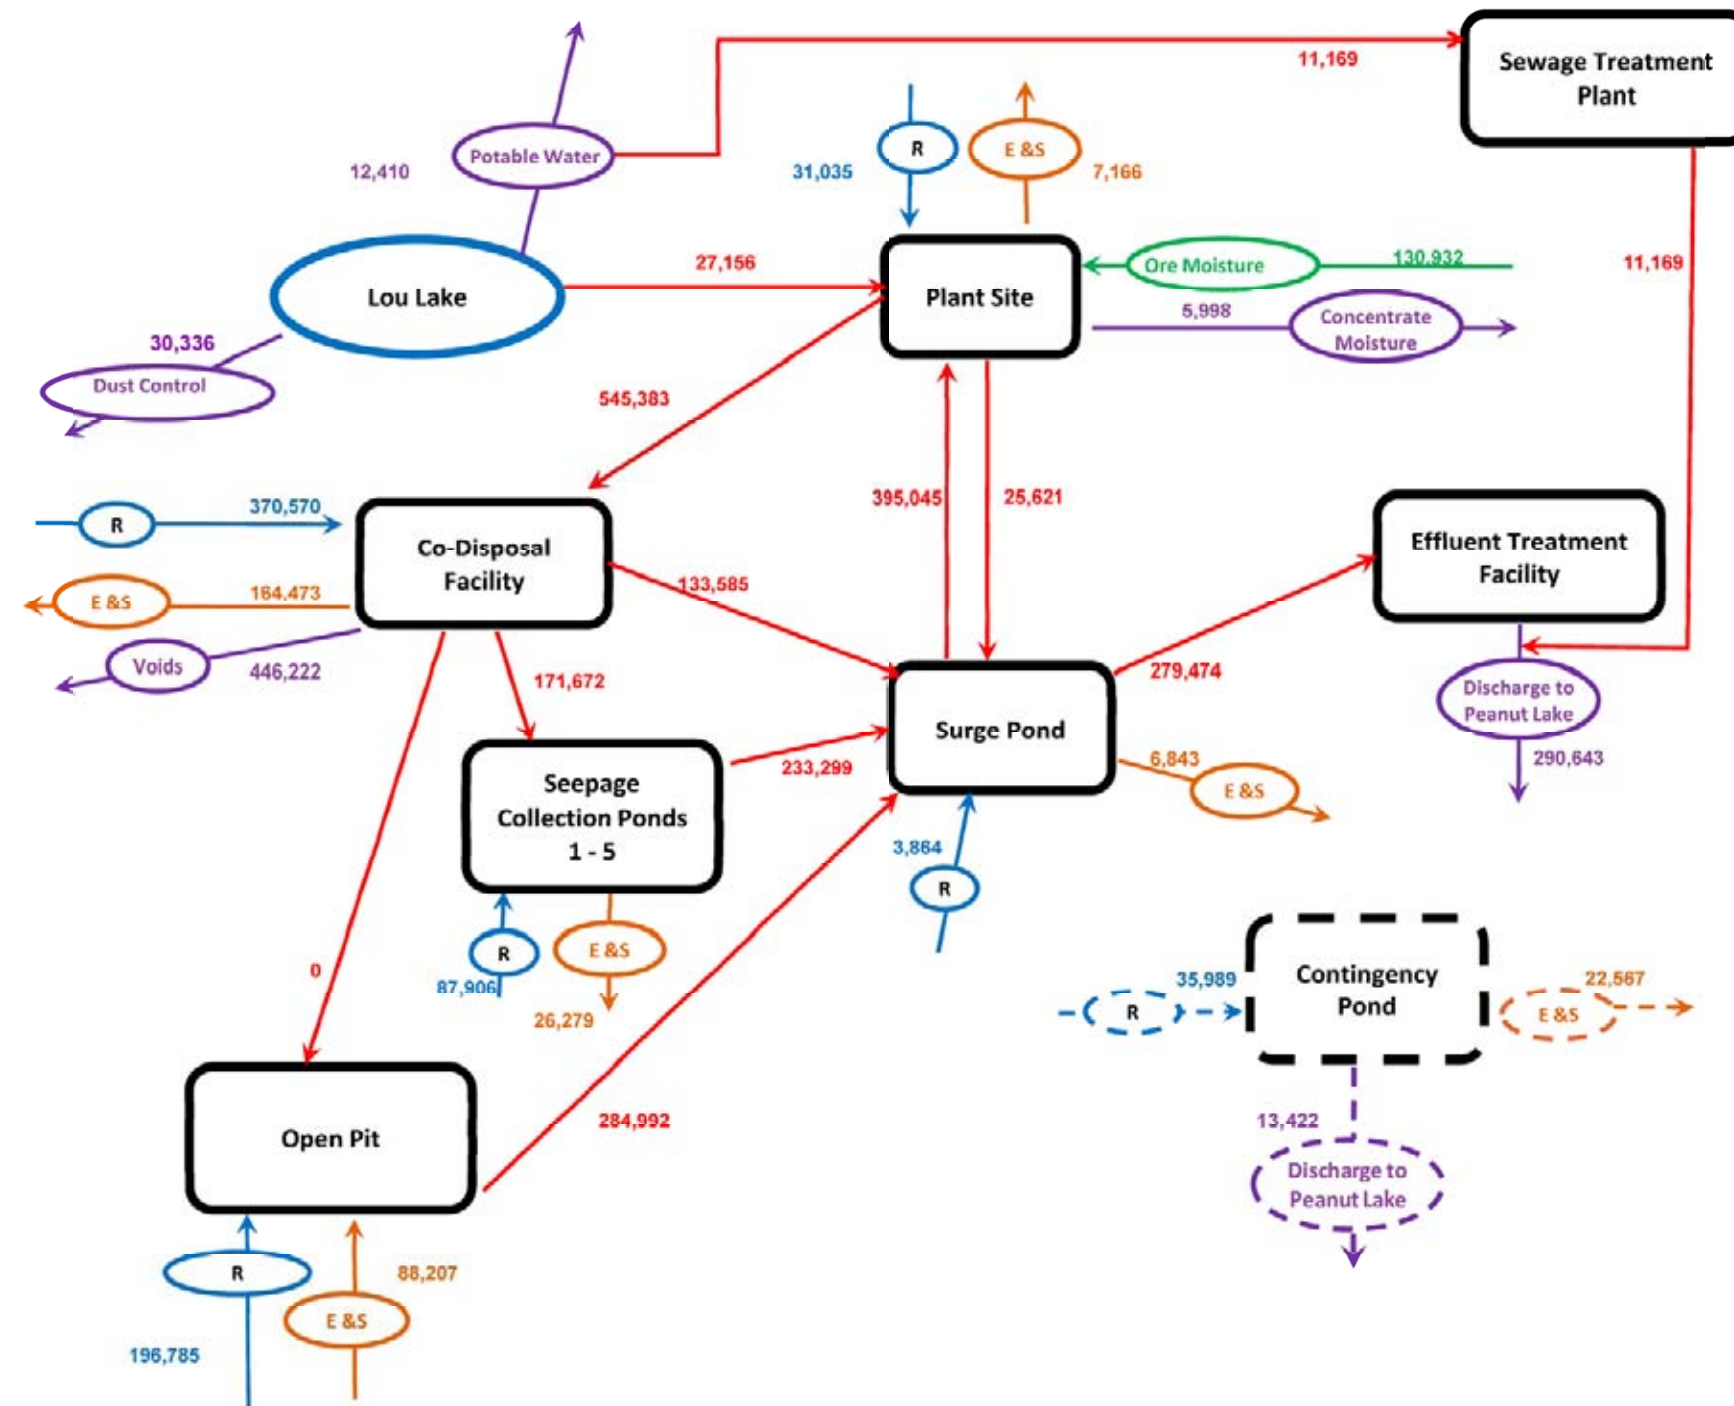 11,169
Sewage Treatment
Plant
Potable Water
12,410
R
31,035
E &S
7,166
Lou Lake
27,156
Plant Site
Ore Moisture
130,932
5,998
Concentrate
Moisture
11,169
30,336
Dust Control
545,383
395,045
25,621
R
370,570
E &S
164,473
Voids
446,222
Co-Disposal
Facility
133,585
171,672
Effluent Treatment
Facility
279,474
Discharge to
Peanut Lake
290,643
Surge Pond
6,843
E &S
Seepage
Collection Ponds
1 - 5
233,299
3,864
R
R
87,906
E &S
26,279
0
284,992
Contingency
Pond
35,989
R
22,567
E &S
13,422
Discharge to
Peanut Lake
Open Pit
R
196,785
88,207
E &S